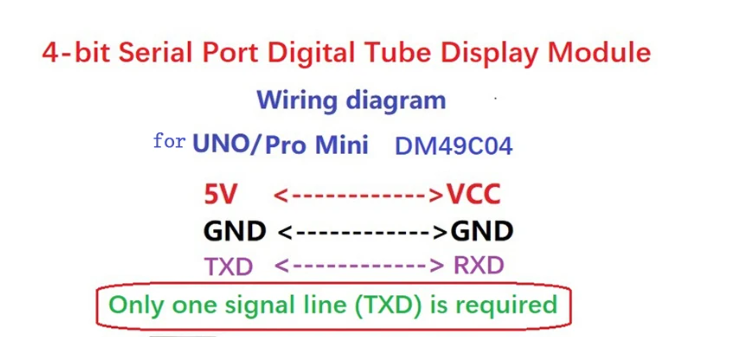 4-bit Serial Port Digital Tube Display Module
Wiring diagram
for UNO/Pro Mini DM49C04
5V <------------>VCC
GND <------------>GND
TXD <------------> RXD
Only one signal line (TXD) is required